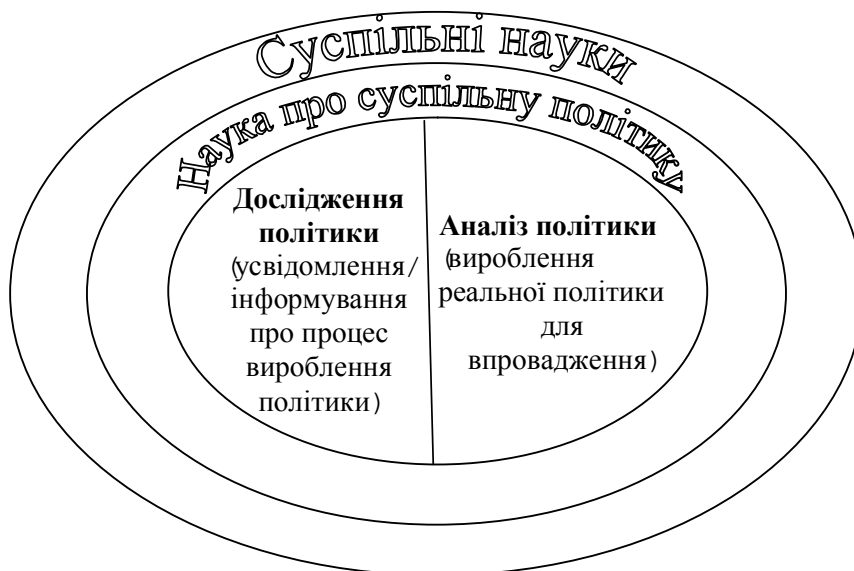 Суспільні науки
Наука про суспільну політику
Дослідження
політики
(усвідомлення/
інформування
про процес
вироблення
політики)
Аналіз політики
(вироблення
реальної політики
для
впровадження)